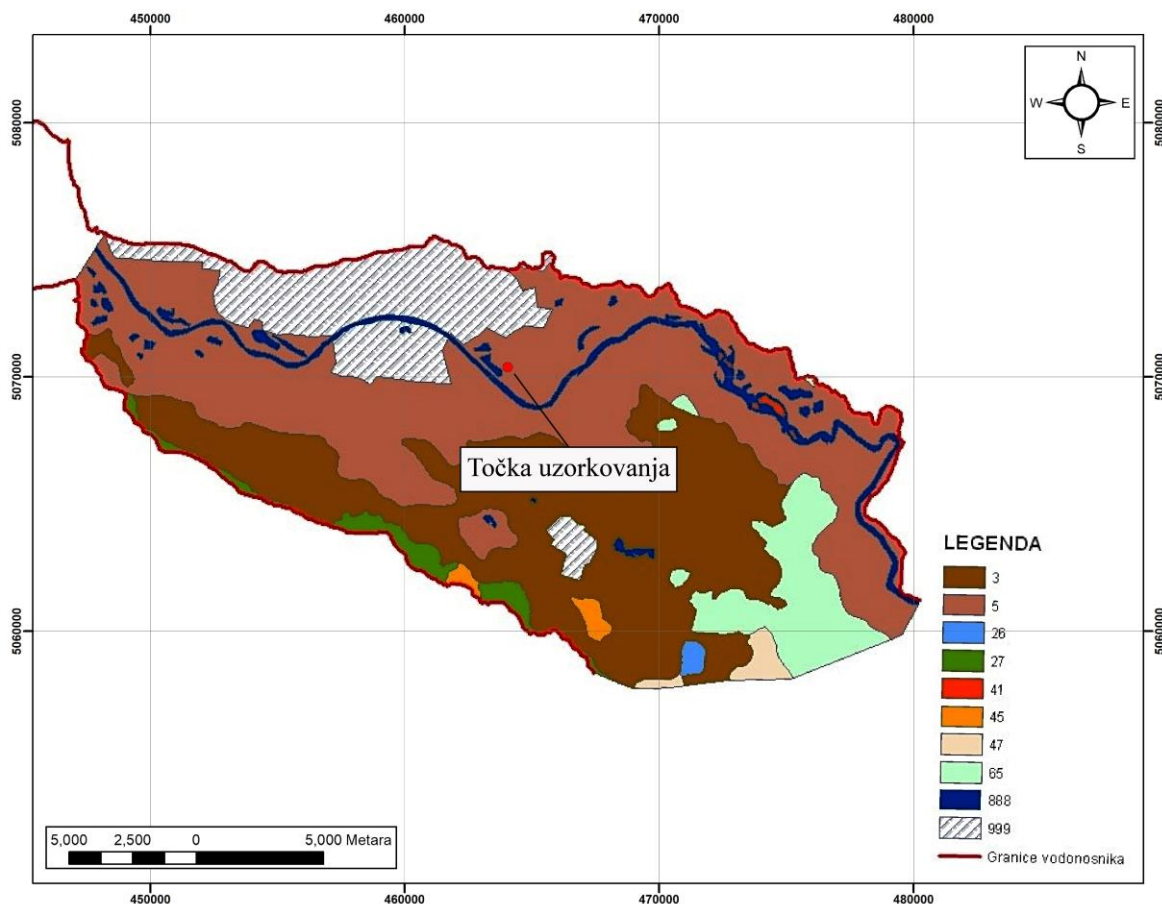 450000 460000 470000 480000
N
W E
S
5080000 5080000
5070000 5070000
Točka uzorkovanja
LEGENDA
3
5
26
5060000 5060000
27
41
45
47
65
888
5,000 2,500 0 5,000 Metara
999
Granice vodonosnika
450000 460000 470000 480000